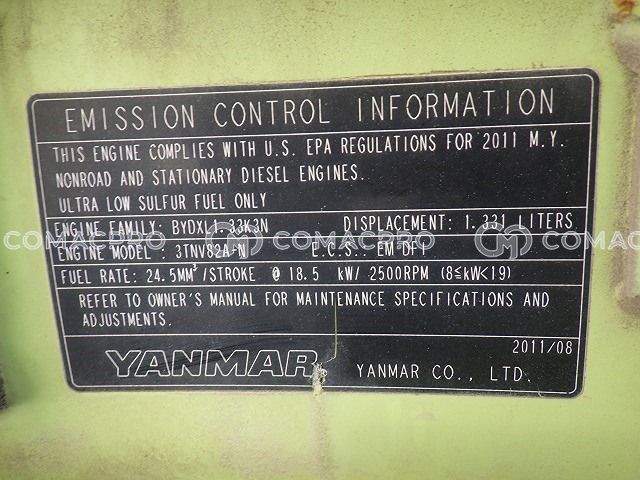 EMISSION CONTROL INFORMATION
THIS ENGINE COMPLIES WITH U.S. EPA REGULATIONS FOR 2011 M.Y.
NONROAD AND STATIONARY DIESEL ENGINES.
ULTRA LOW SULFUR FUEL ONLY
ENGINE FAMILY: BYDXL1.33K3N DISPLACEMENT: 1.331 LITERS
ENGINE MODEL : 3TNV82A-N E.C.S.: EM-DFI
FUEL RATE: 24.5MM³/STROKE @ 18.5 kW/ 2500RPM (8≦kW<19)
REFER TO OWNER'S MANUAL FOR MAINTENANCE SPECIFICATIONS AND
ADJUSTMENTS.
2011/08
YANMAR YANMAR CO., LTD.
COMACPRO CM COMACPRO CM COMACPRO